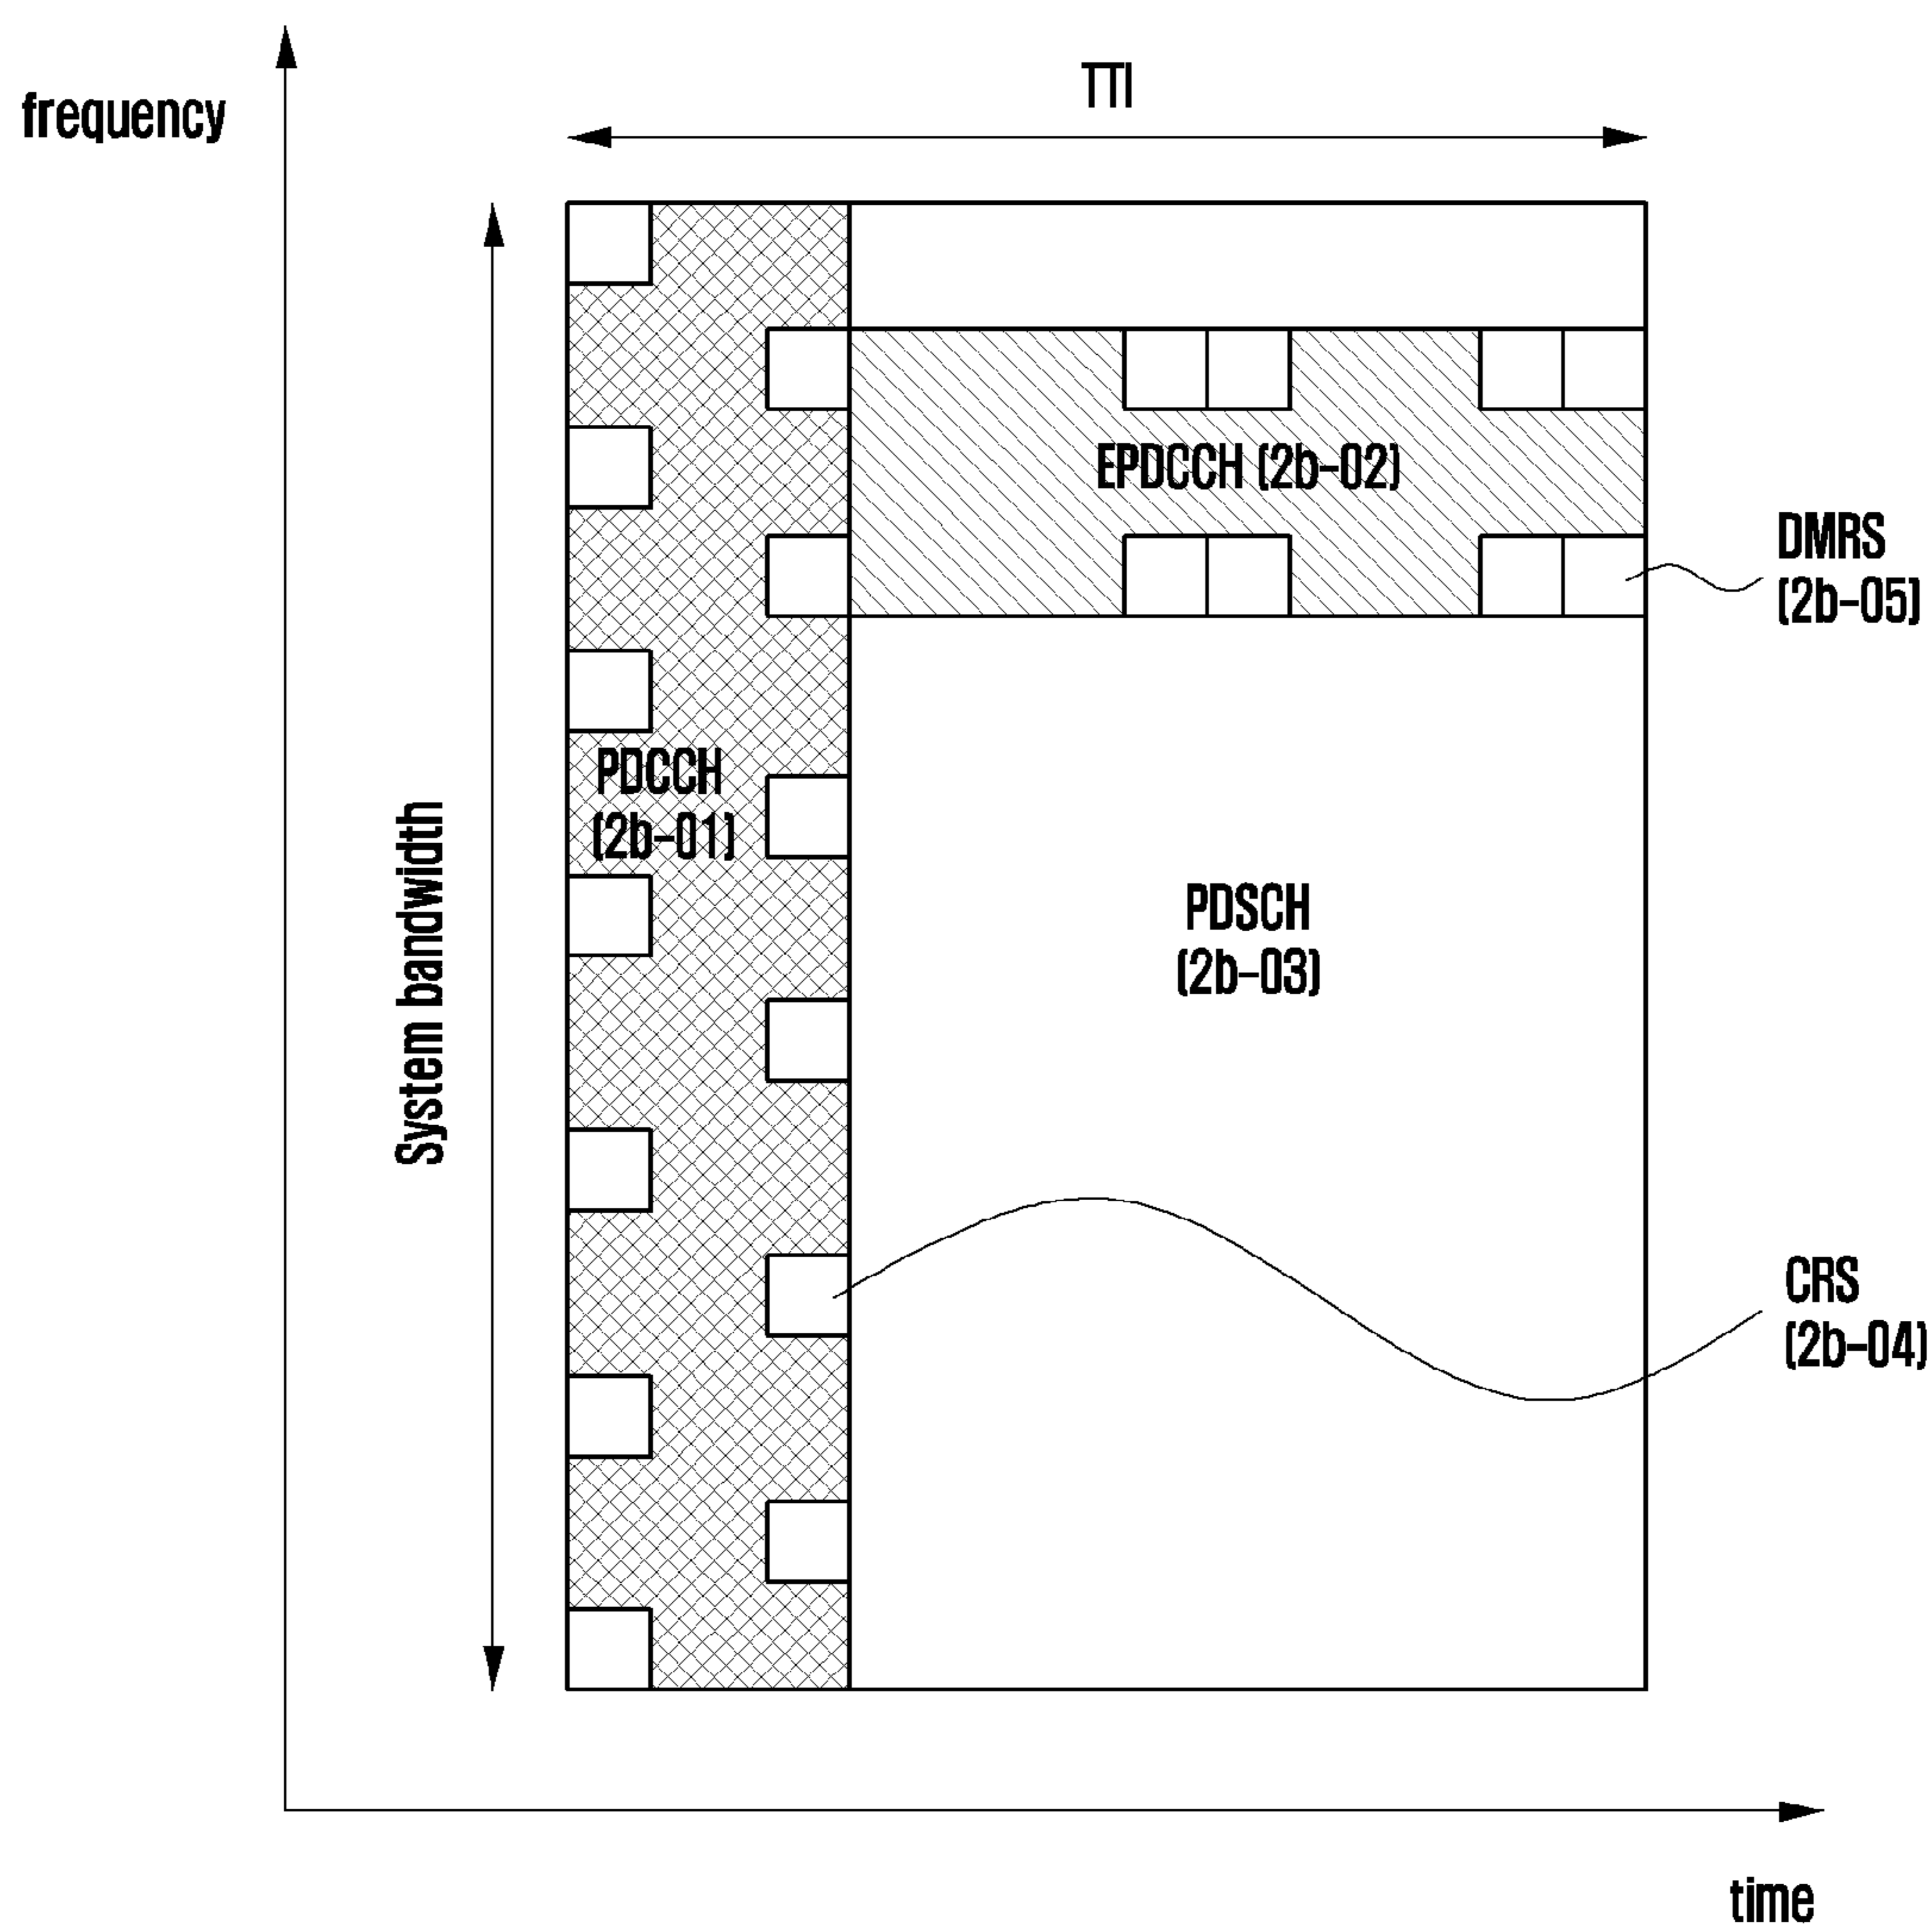 frequency
TTI
EPDCCH (2b-02)
DMRS
(2b-05)
PDCCH
(2b-01)
System bandwidth
PDSCH
(2b-03)
CRS
(2b-04)
time